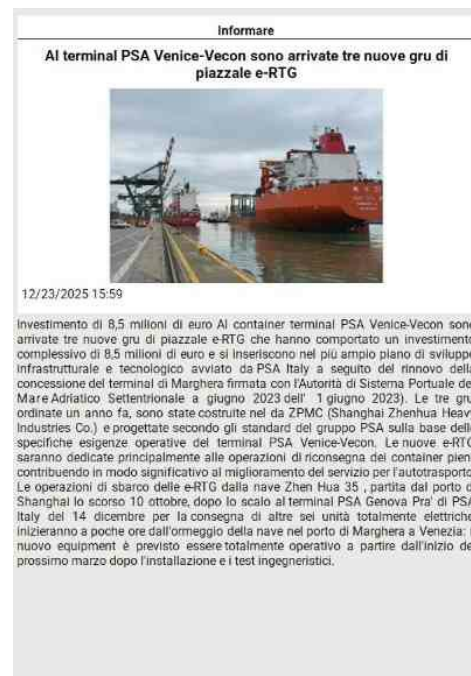 Informare
Al terminal PSA Venice-Vecon sono arrivate tre nuove gru di
piazzale e-RTG
12/23/2025 15:59
Investimento di 8,5 milioni di euro Al container terminal PSA Venice-Vecon sono
arrivate tre nuove gru di piazzale e-RTG che hanno comportato un investimento
complessivo di 8,5 milioni di euro e si inseriscono nel più ampio piano di sviluppo
infrastrutturale e tecnologico avviato da PSA Italy a seguito del rinnovo della
concessione del terminal di Marghera firmata con l'Autorità di Sistema Portuale del
Mare Adriatico Settentrionale a giugno 2023 dell' 1 giugno 2023). Le tre gru,
ordinate un anno fa, sono state costruite nel da ZPMC (Shanghai Zhenhua Heavy
Industries Co.) e progettate secondo gli standard del gruppo PSA sulla base delle
specifiche esigenze operative del terminal PSA Venice-Vecon. Le nuove e-RTG
saranno dedicate principalmente alle operazioni di riconsegna dei container pieni
contribuendo in modo significativo al miglioramento del servizio per l'autotrasporto.
Le operazioni di sbarco delle e-RTG dalla nave Zhen Hua 35 , partita dal porto di
Shanghai lo scorso 10 ottobre, dopo lo scalo al terminal PSA Genova Pra' di PSA
Italy del 14 dicembre per la consegna di altre sei unità totalmente elettriche,
inizieranno a poche ore dall'ormeggio della nave nel porto di Marghera a Venezia:
nuovo equipment è previsto essere totalmente operativo a partire dall'inizio del
prossimo marzo dopo l'installazione e i test ingegneristici.